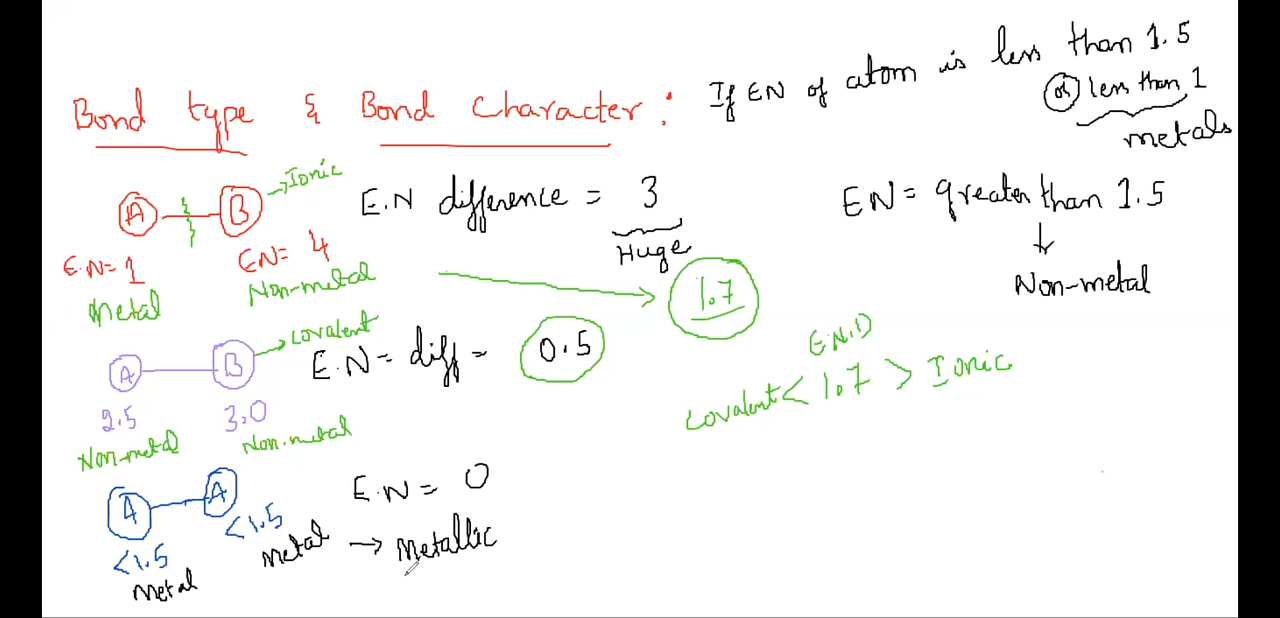 Bond type & Bond Character:
If EN of atom is less than 1.5
(or) less than 1
metals
EN = greater than 1.5
Non-metal
A B → Ionic
E.N = 1 EN = 4
Metal Non-metal
E.N difference = 3
Huge
1.7
A B → Covalent
2.5 3.0
Non-metal Non-metal
E.N = diff = 0.5
E.N.D
Covalent < 1.7 > Ionic
A A
<1.5 <1.5
Metal Metal → Metallic
E.N = 0